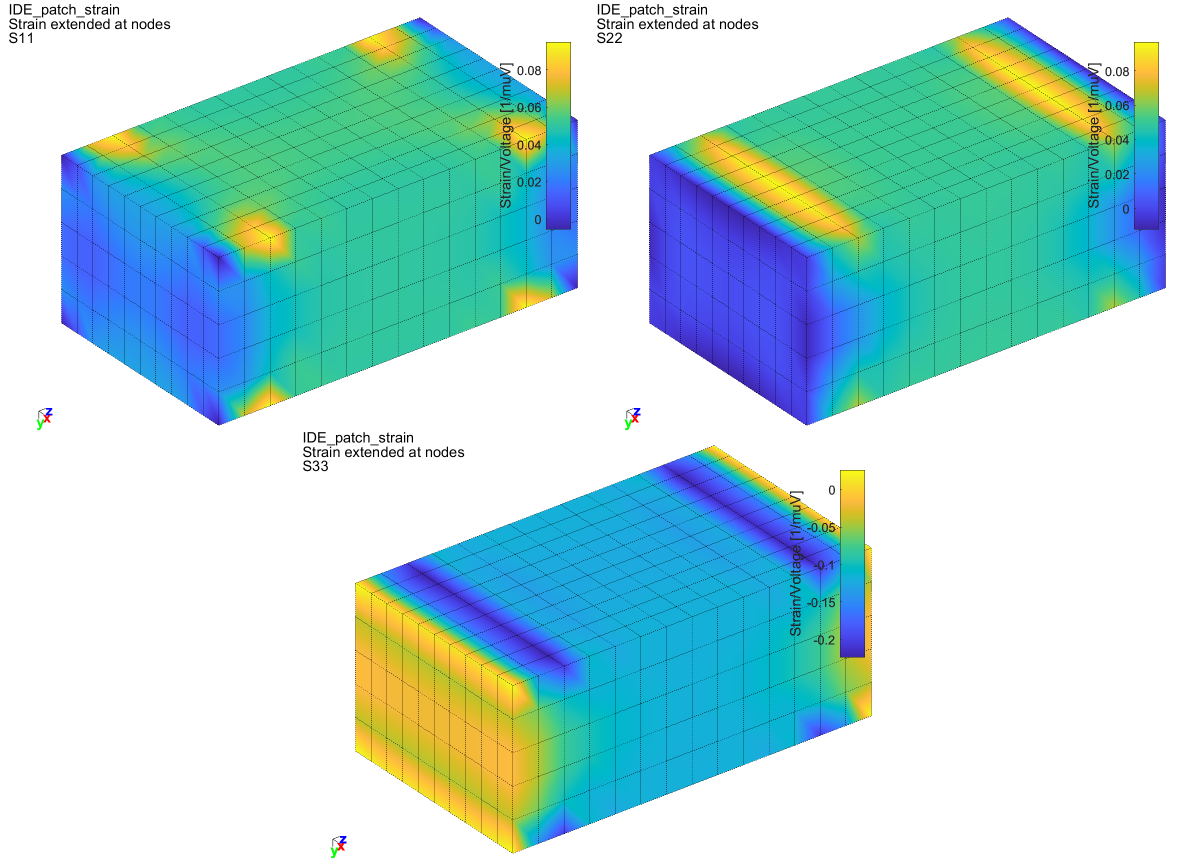 IDE_patch_strain
Strain extended at nodes
S11
Strain/Voltage [1/muV]
0.08
0.06
0.04
0.02
0
z
x
y
IDE_patch_strain
Strain extended at nodes
S22
Strain/Voltage [1/muV]
0.08
0.06
0.04
0.02
0
z
x
y
IDE_patch_strain
Strain extended at nodes
S33
Strain/Voltage [1/muV]
0
-0.05
-0.1
-0.15
-0.2
z
x
y